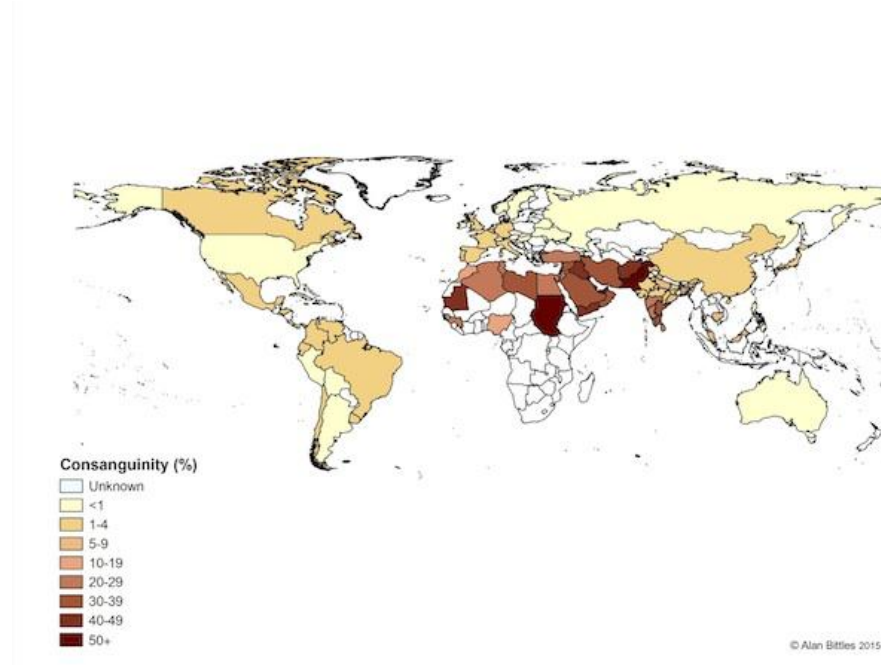 Consanguinity (%)
Unknown
<1
1-4
5-9
10-19
20-29
30-39
40-49
50+
© Alan Bittles 2015